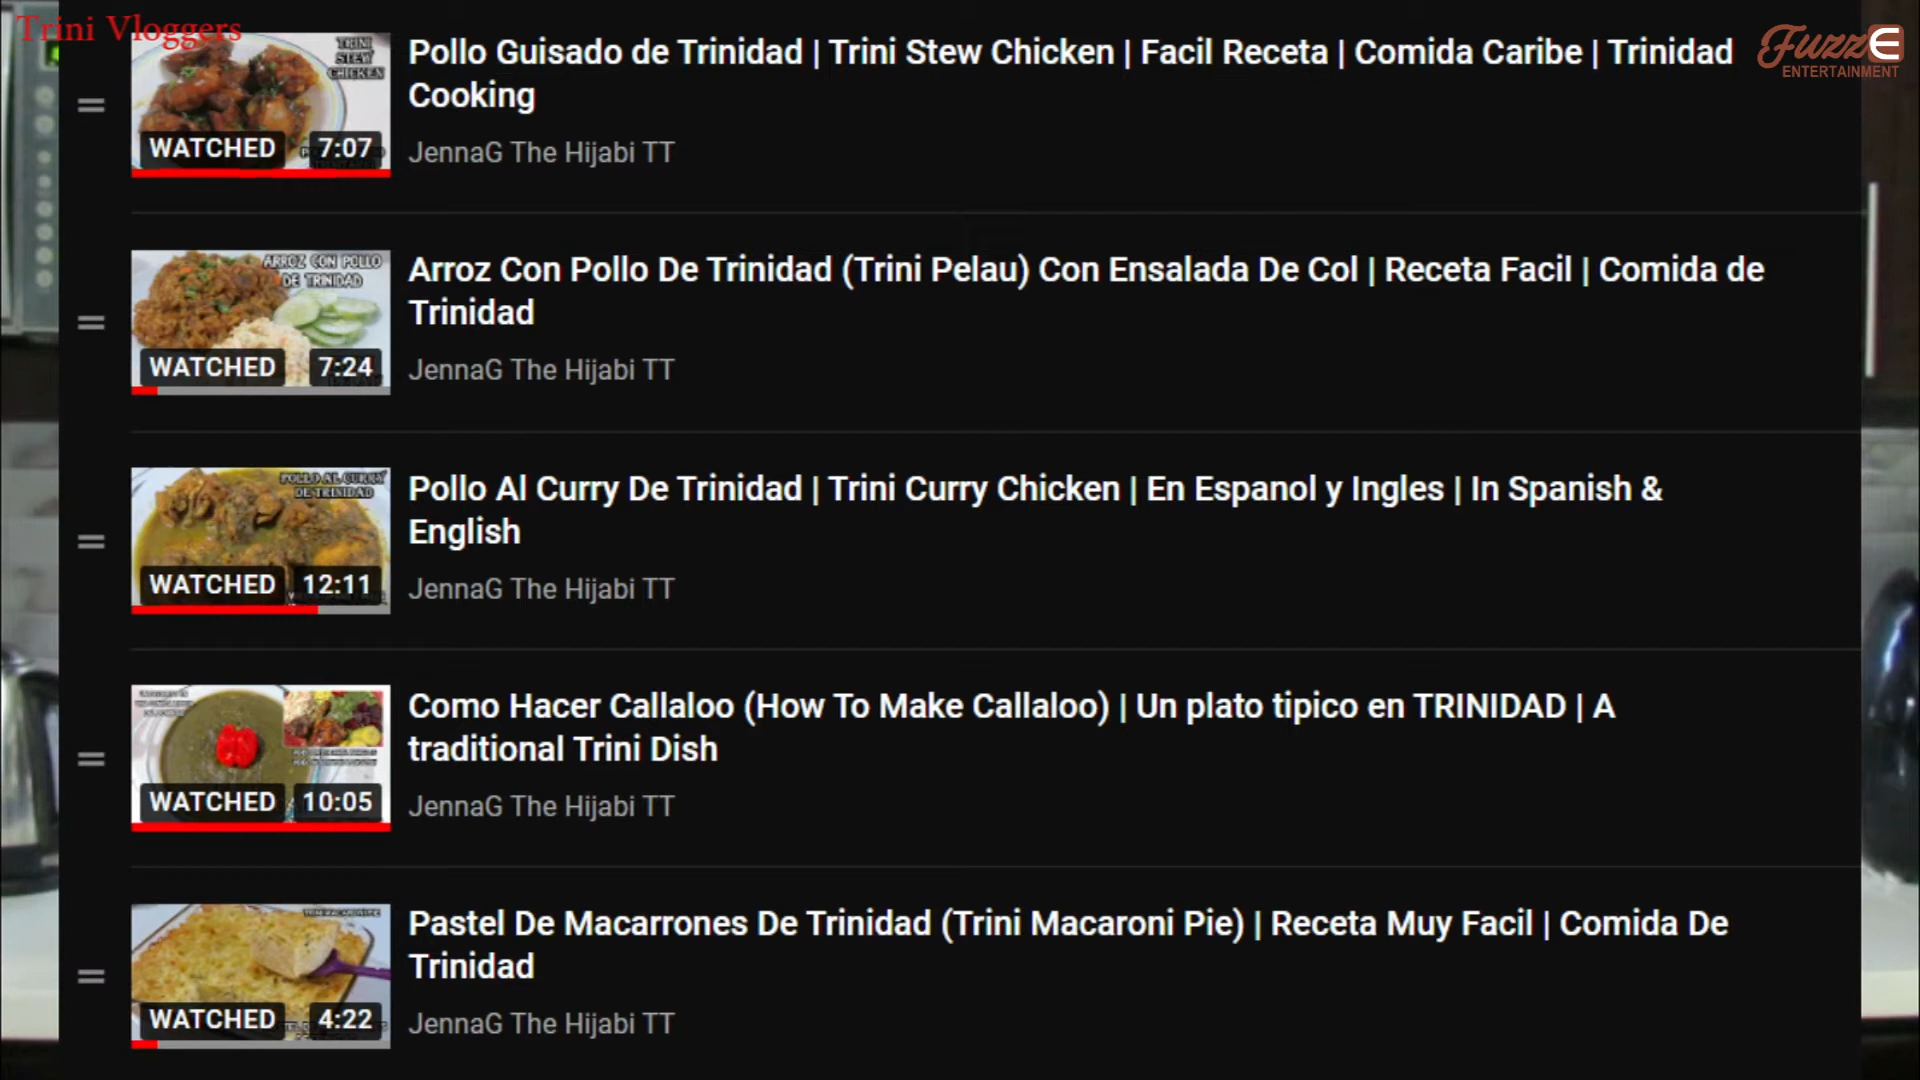 Trini Vloggers
FuzzE
ENTERTAINMENT
TRINI
STEW
CHICKEN
WATCHED 7:07
Pollo Guisado de Trinidad | Trini Stew Chicken | Facil Receta | Comida Caribe | Trinidad
Cooking
JennaG The Hijabi TT
ARROZ CON POLLO
DE TRINIDAD
WATCHED 7:24
Arroz Con Pollo De Trinidad (Trini Pelau) Con Ensalada De Col | Receta Facil | Comida de
Trinidad
JennaG The Hijabi TT
POLLO AL CURRY
DE TRINIDAD
WATCHED 12:11
Pollo Al Curry De Trinidad | Trini Curry Chicken | En Espanol y Ingles | In Spanish &
English
JennaG The Hijabi TT
WATCHED 10:05
Como Hacer Callaloo (How To Make Callaloo) | Un plato tipico en TRINIDAD | A
traditional Trini Dish
JennaG The Hijabi TT
WATCHED 4:22
Pastel De Macarrones De Trinidad (Trini Macaroni Pie) | Receta Muy Facil | Comida De
Trinidad
JennaG The Hijabi TT